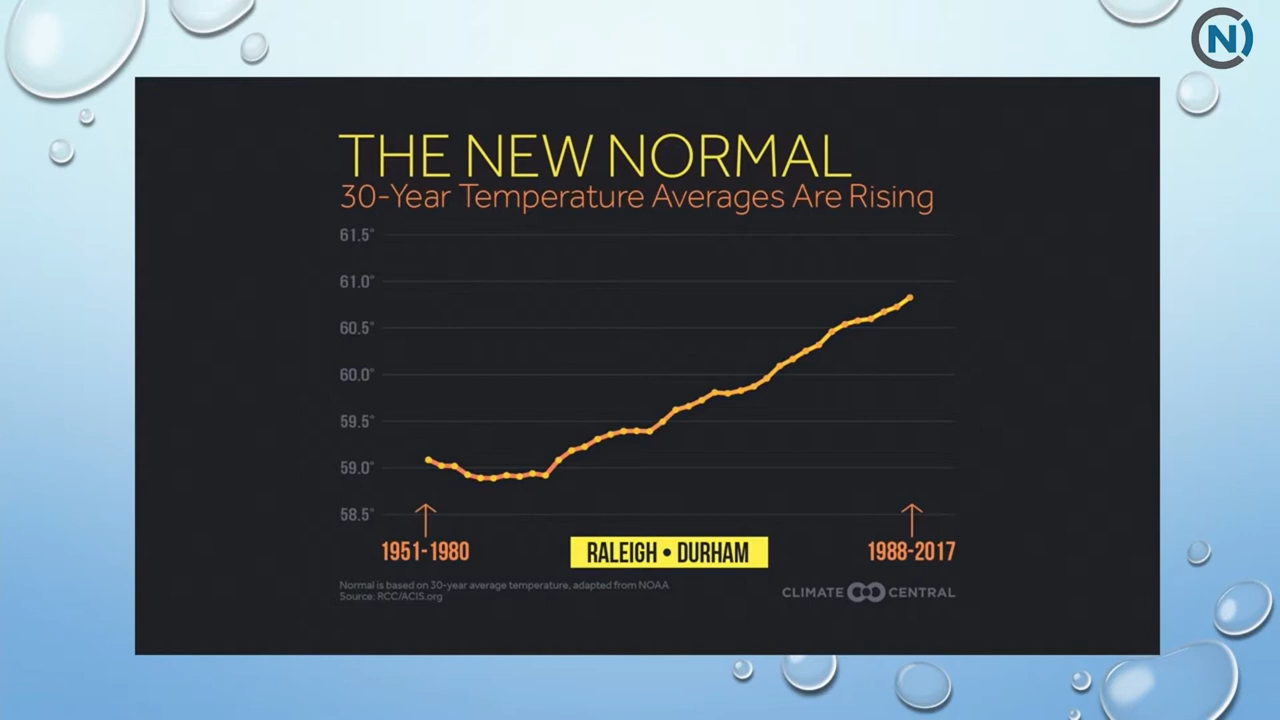 N
THE NEW NORMAL
30-Year Temperature Averages Are Rising
61.5°
61.0°
60.5°
60.0°
59.5°
59.0°
58.5°
1951-1980
RALEIGH • DURHAM
1988-2017
Normal is based on 30-year average temperature, adapted from NOAA
Source: RCC/ACIS.org
CLIMATE CENTRAL